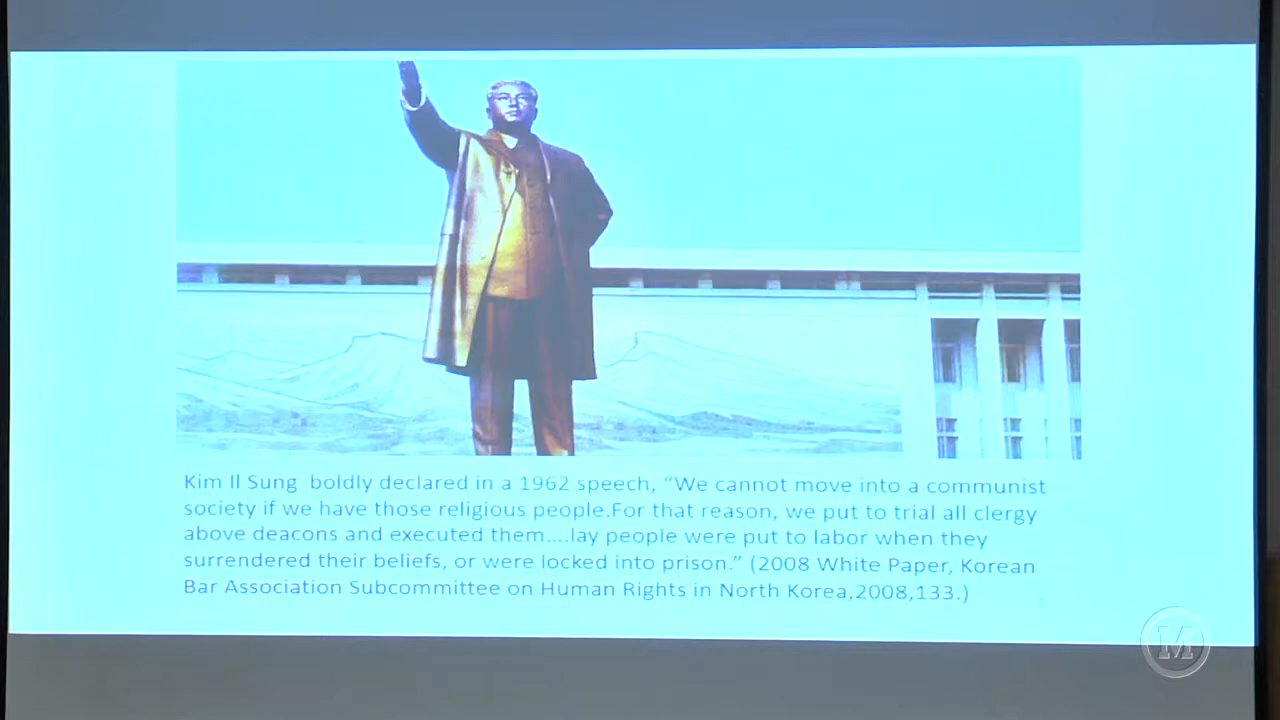 Kim Il Sung boldly declared in a 1962 speech, “We cannot move into a communist
society if we have those religious people.For that reason, we put to trial all clergy
above deacons and executed them....lay people were put to labor when they
surrendered their beliefs, or were locked into prison.” (2008 White Paper, Korean
Bar Association Subcommittee on Human Rights in North Korea,2008,133.)
M